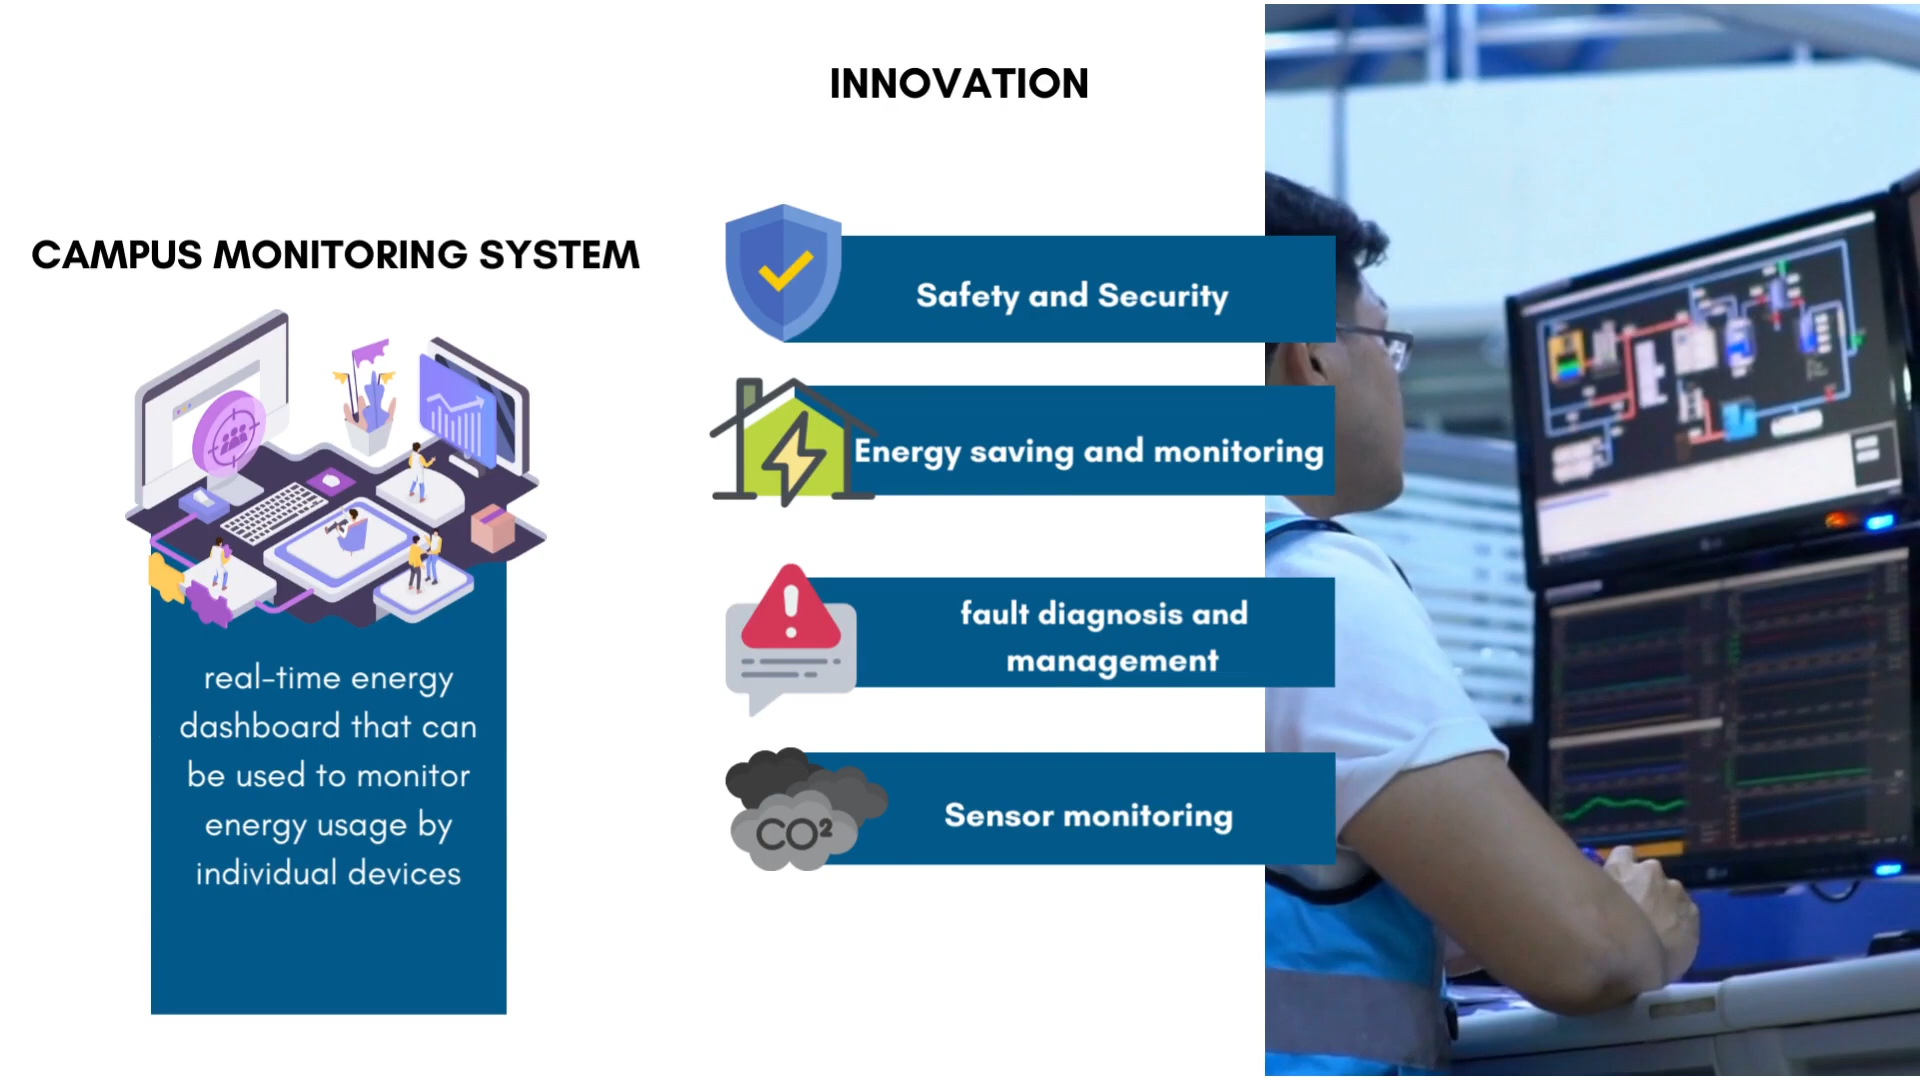 INNOVATION
CAMPUS MONITORING SYSTEM
real-time energy
dashboard that can
be used to monitor
energy usage by
individual devices
Safety and Security
Energy saving and monitoring
fault diagnosis and
management
CO²
Sensor monitoring